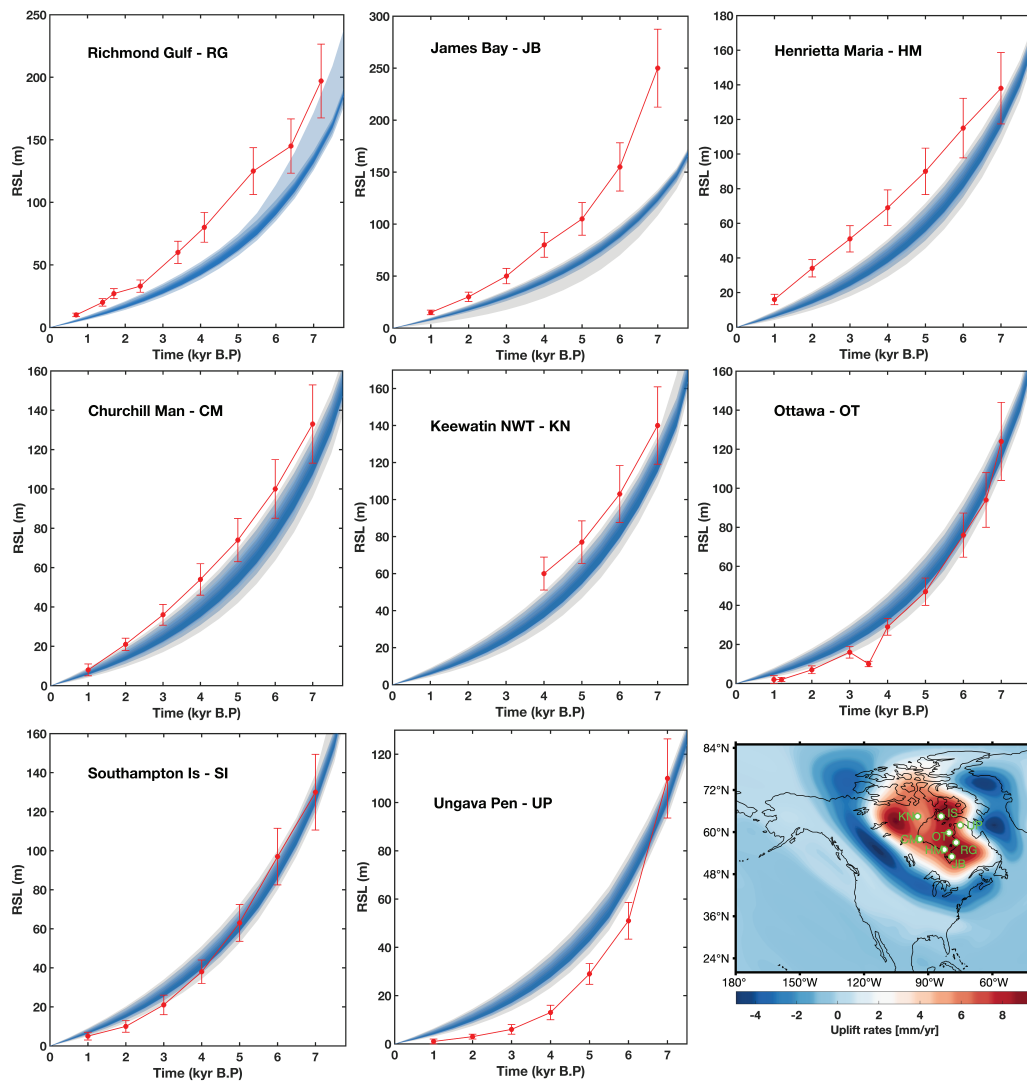 Richmond Gulf - RG
RSL (m)
250
200
150
100
50
0
0 1 2 3 4 5 6 7
Time (kyr B.P)
James Bay - JB
RSL (m)
300
250
200
150
100
50
0
0 1 2 3 4 5 6 7
Time (kyr B.P)
Henrietta Maria - HM
RSL (m)
180
160
140
120
100
80
60
40
20
0
0 1 2 3 4 5 6 7
Time (kyr B.P)
Churchill Man - CM
RSL (m)
160
140
120
100
80
60
40
20
0
0 1 2 3 4 5 6 7
Time (kyr B.P)
Keewatin NWT - KN
RSL (m)
160
140
120
100
80
60
40
20
0
0 1 2 3 4 5 6 7
Time (kyr B.P)
Ottawa - OT
RSL (m)
160
140
120
100
80
60
40
20
0
0 1 2 3 4 5 6 7
Time (kyr B.P)
Southampton Is - SI
RSL (m)
160
140
120
100
80
60
40
20
0
0 1 2 3 4 5 6 7
Time (kyr B.P)
Ungava Pen - UP
RSL (m)
120
100
80
60
40
20
0
0 1 2 3 4 5 6 7
Time (kyr B.P)
84°N
72°N
60°N
48°N
36°N
24°N
KN
IS
OT
CM
HM
RG
JB
180 150°W 120°W 90°W 60°W
-4 -2 0 2 4 6 8
Uplift rates [mm/yr]